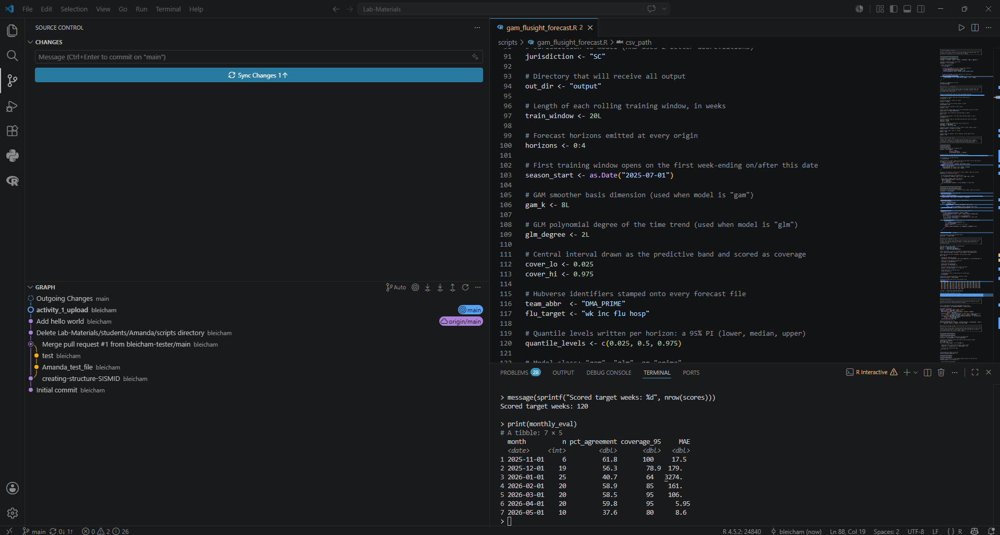 File Edit Selection View Go Run Terminal Help
Lab-Materials
SOURCE CONTROL
CHANGES
Message (Ctrl+Enter to commit on "main")
Sync Changes 1↑
GRAPH
Auto
Outgoing Changes main
activity_1_upload bleicham
main
Add hello world bleicham
origin/main
Delete Lab-Materials/students/Amanda/scripts directory bleicham
Merge pull request #1 from bleicham-tester/main bleicham
test bleicham
Amanda_test_file bleicham
creating-structure-SISMID bleicham
Initial commit bleicham
gam_flusight_forecast.R 2
scripts > gam_flusight_forecast.R > abc csv_path
91 jurisdiction <- "SC"
92
93 # Directory that will receive all output
94 out_dir <- "output"
95
96 # Length of each rolling training window, in weeks
97 train_window <- 20L
98
99 # Forecast horizons emitted at every origin
100 horizons <- 0:4
101
102 # First training window opens on the first week-ending on/after this date
103 season_start <- as.Date("2025-07-01")
104
105 # GAM smoother basis dimension (used when model is "gam")
106 gam_k <- 8L
107
108 # GLM polynomial degree of the time trend (used when model is "glm")
109 glm_degree <- 2L
110
111 # Central interval drawn as the predictive band and scored as coverage
112 cover_lo <- 0.025
113 cover_hi <- 0.975
114
115 # Hubverse identifiers stamped onto every forecast file
116 team_abbr  <- "DMA_PRIME"
117 flu_target <- "wk inc flu hosp"
118
119 # Quantile levels written per horizon: a 95% PI (lower, median, upper)
120 quantile_levels <- c(0.025, 0.5, 0.975)
121
122 # Model class: "gam", "glm", or "arima"
PROBLEMS 28 OUTPUT DEBUG CONSOLE TERMINAL PORTS
R Interactive
> message(sprintf("Scored target weeks: %d", nrow(scores)))
Scored target weeks: 120
> print(monthly_eval)
# A tibble: 7 × 5
month n pct_agreement coverage_95 MAE
<date> <int> <dbl> <dbl> <dbl>
1 2025-11-01 6 61.8 100 17.5
2 2025-12-01 19 56.3 78.9 179.
3 2026-01-01 25 40.7 64 3274.
4 2026-02-01 20 58.9 85 161.
5 2026-03-01 20 58.5 95 106.
6 2026-04-01 20 59.8 95 5.95
7 2026-05-01 10 37.6 80 8.6
>
main 0↓ 1↑ 0 2 26
R 4.5.2: 24840 bleicham (now) Ln 88, Col 19 Spaces: 2 UTF-8 LF { } R